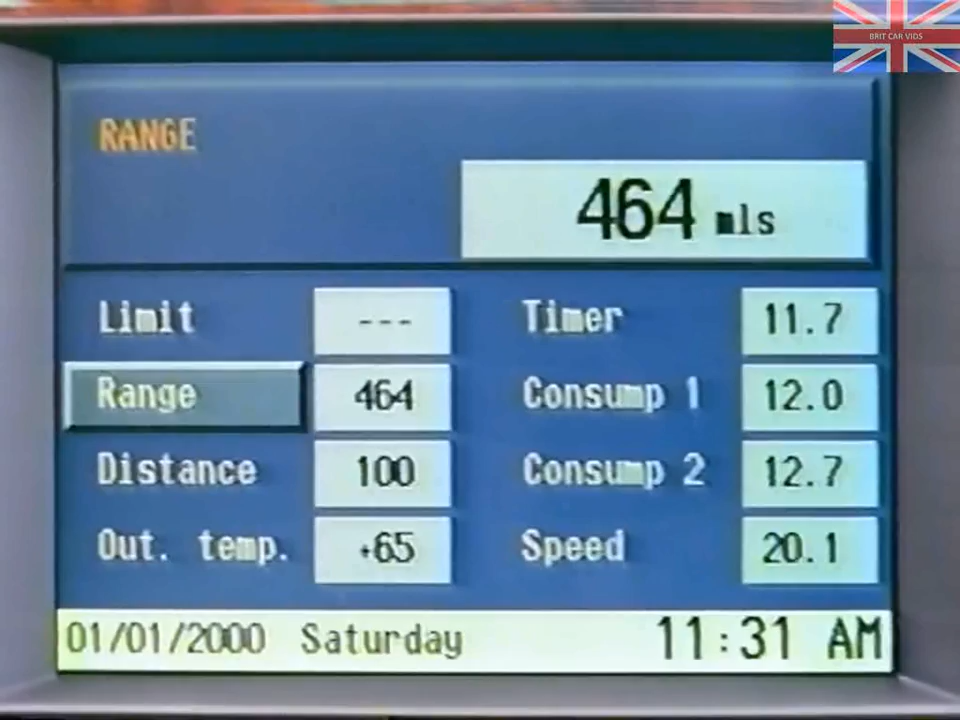 BRIT CAR VIDS
RANGE
464 mls
Limit --- Timer 11.7
Range 464 Consump 1 12.0
Distance 100 Consump 2 12.7
Out. temp. +65 Speed 20.1
01/01/2000 Saturday 11:31 AM